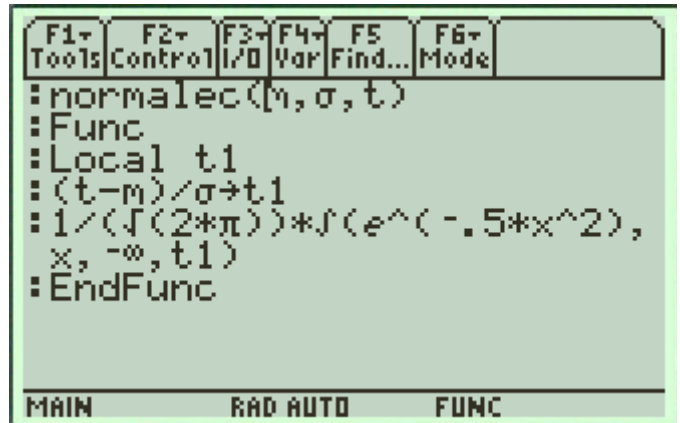 F1▾ F2▾ F3▾ F4▾ F5 F6▾
Tools Control I/O Var Find... Mode
:normalec(m,σ,t)
:Func
:Local t1
:(t-m)/σ→t1
:1/(√(2*π))*∫(e^(-.5*x^2),
x,-∞,t1)
:EndFunc
MAIN RAD AUTO FUNC